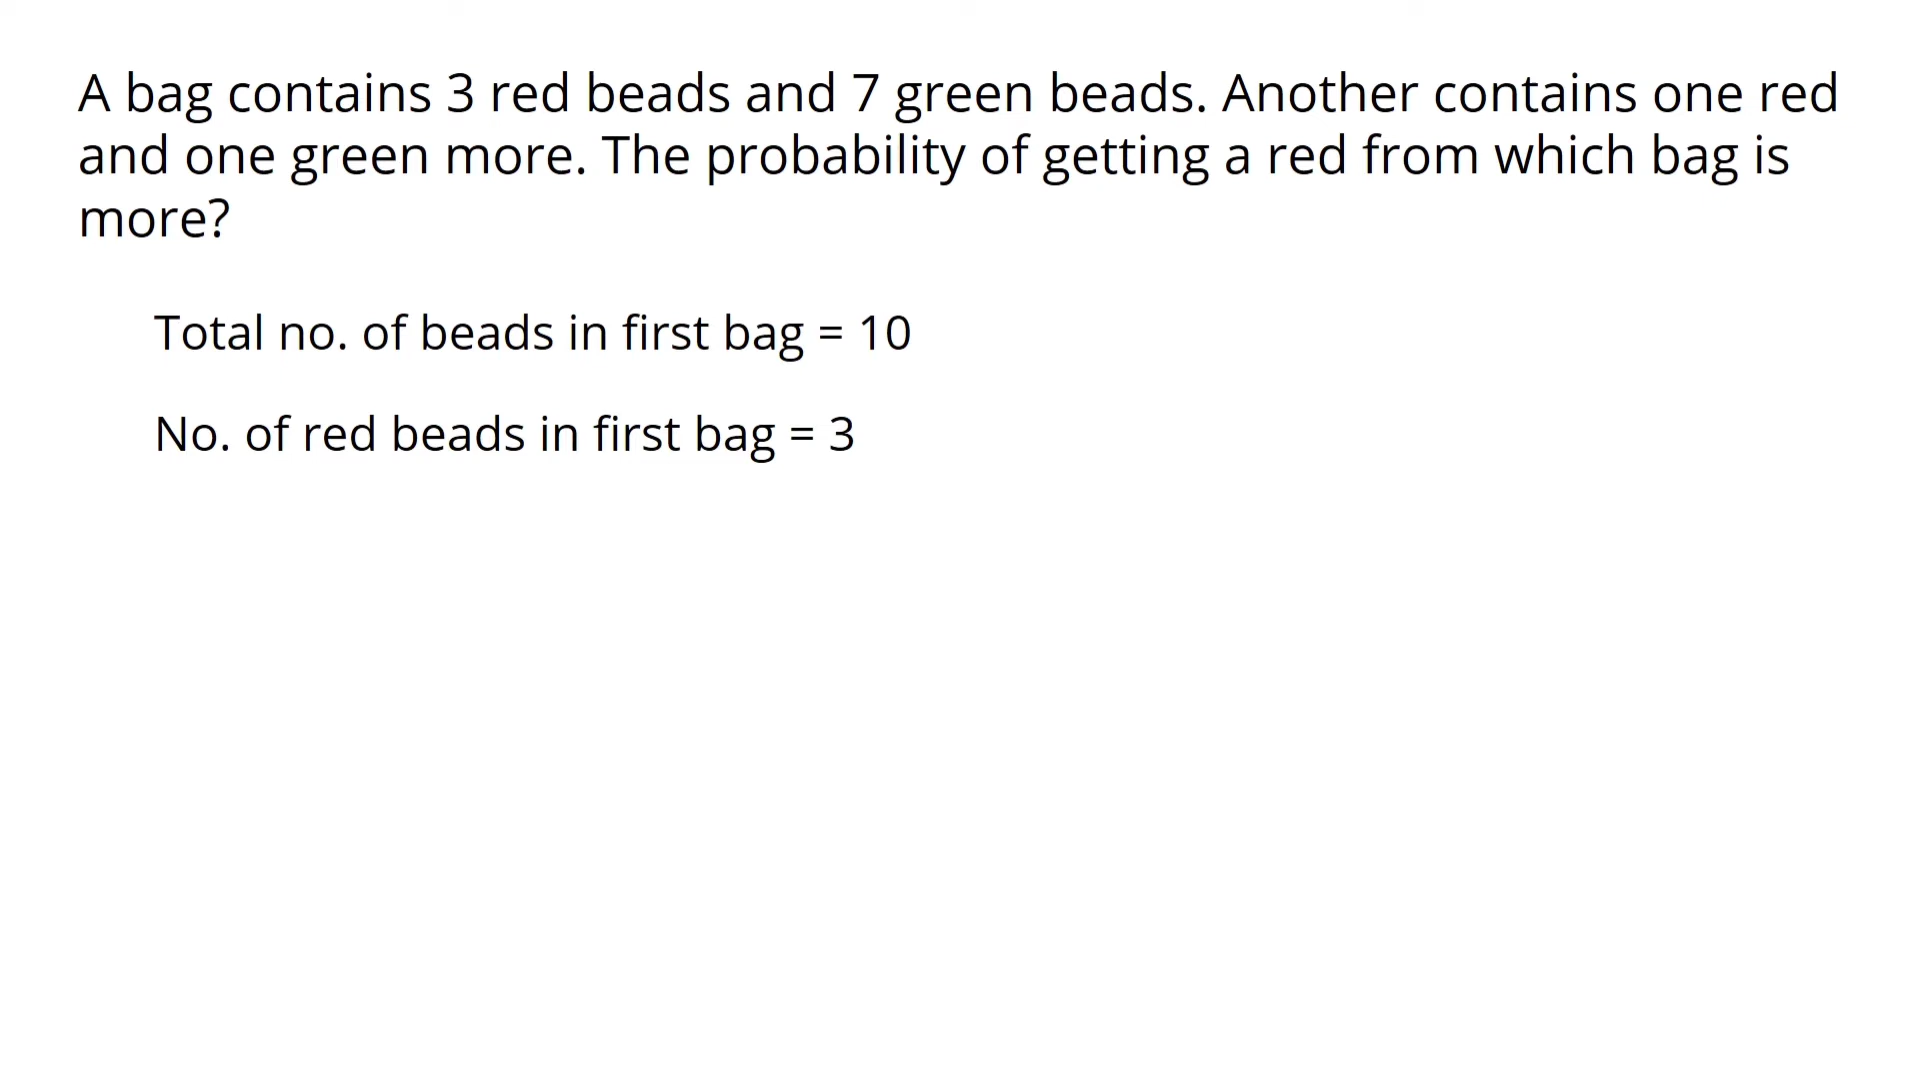 A bag contains 3 red beads and 7 green beads. Another contains one red
and one green more. The probability of getting a red from which bag is
more?
Total no. of beads in first bag = 10
No. of red beads in first bag = 3